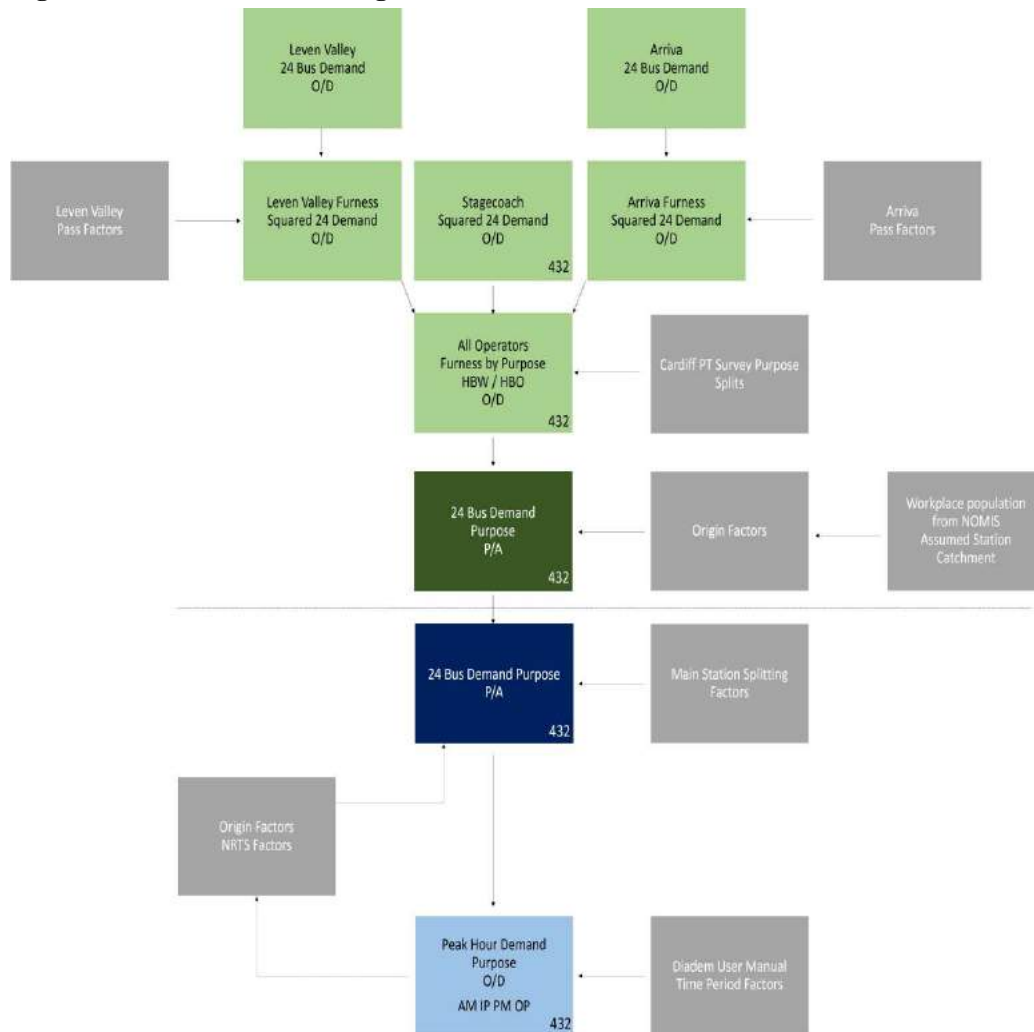 Leven Valley
24 Bus Demand
O/D
Arriva
24 Bus Demand
O/D
Leven Valley
Pass Factors
Leven Valley Furness
Squared 24 Demand
O/D
Stagecoach
Squared 24 Demand
O/D
432
Arriva Furness
Squared 24 Demand
O/D
Arriva
Pass Factors
All Operators
Furness by Purpose
HBW / HBO
O/D
432
Cardiff PT Survey Purpose
Splits
24 Bus Demand
Purpose
P/A
432
Origin Factors
Workplace population
from NOMIS
Assumed Station
Catchment
24 Bus Demand Purpose
P/A
432
Main Station Splitting
Factors
Origin Factors
NRTS Factors
Peak Hour Demand
Purpose
O/D
AM IP PM OP
432
Diadem User Manual
Time Period Factors